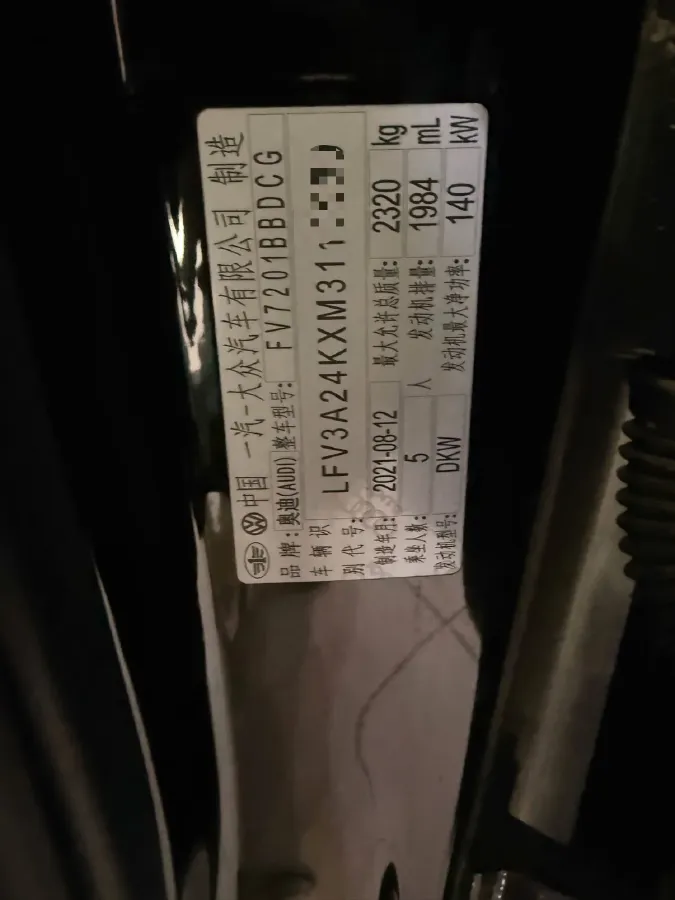 中国 一汽-大众汽车有限公司 制造
品牌: 奥迪(AUDI) 整车型号: FV7201BBDCG
车辆识别代号: LFV3A24KXM311
制造年月: 2021-08-12 最大允许总质量: 2320 kg
乘坐人数: 5 人 发动机排量: 1984 mL
发动机型号: DKW 发动机最大净功率: 140 kW